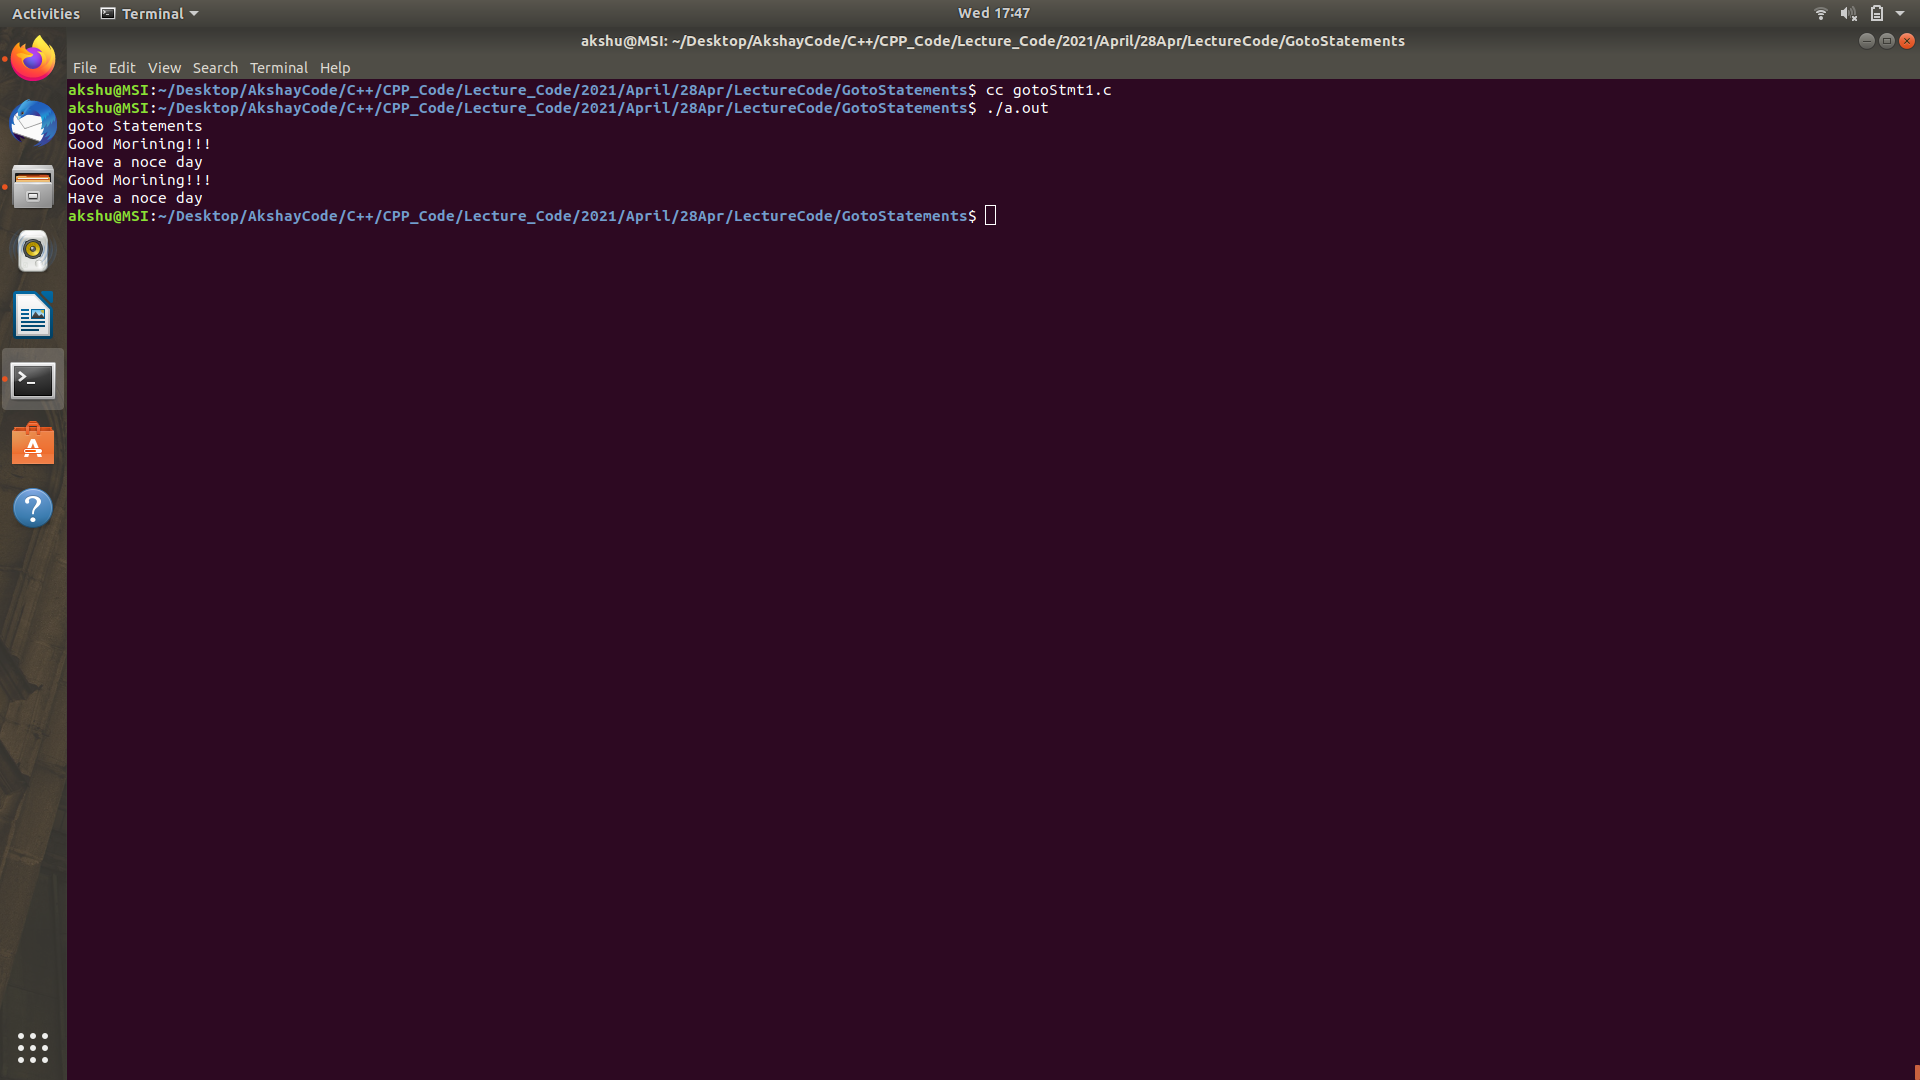 Activities Terminal Wed 17:47
akshu@MSI: ~/Desktop/AkshayCode/C++/CPP_Code/Lecture_Code/2021/April/28Apr/LectureCode/GotoStatements
File Edit View Search Terminal Help
akshu@MSI:~/Desktop/AkshayCode/C++/CPP_Code/Lecture_Code/2021/April/28Apr/LectureCode/GotoStatements$ cc gotoStmt1.c
akshu@MSI:~/Desktop/AkshayCode/C++/CPP_Code/Lecture_Code/2021/April/28Apr/LectureCode/GotoStatements$ ./a.out
goto Statements
Good Morining!!!
Have a noce day
Good Morining!!!
Have a noce day
akshu@MSI:~/Desktop/AkshayCode/C++/CPP_Code/Lecture_Code/2021/April/28Apr/LectureCode/GotoStatements$